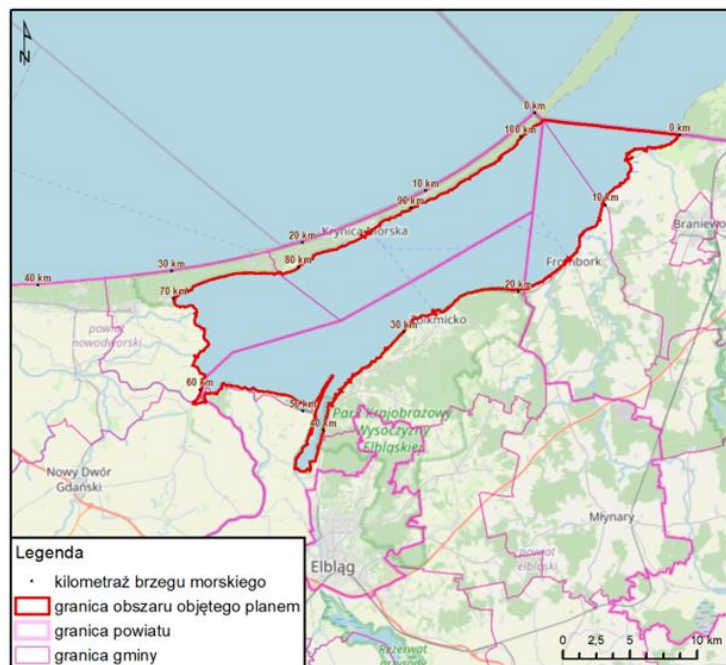 N
0 km
0 km
100 km
10 km
90 km
10 km
Krynica Morska
20 km
80 km
Braniewo
Frombork
30 km
40 km
70 km
20 km
Tolkmicko
30 km
powiat
nowodworski
60 km
50 km
40 km
Park Krajobrazowy
Wysoczyzny
Elbląskiej
Nowy Dwór
Gdański
Młynary
powiat
elbląski
Elbląg
Rezerwat
przyrody
Legenda
kilometraż brzegu morskiego
granica obszaru objętego planem
granica powiatu
granica gminy
0 2,5 5 10 km